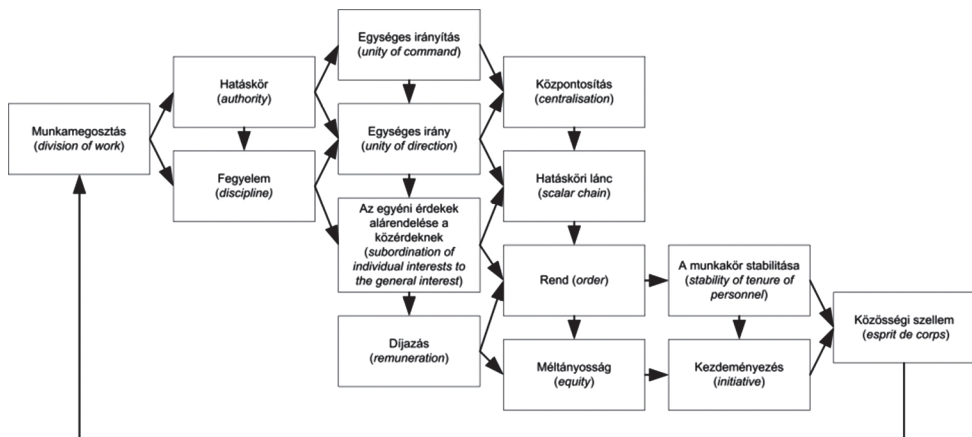 Munkamegosztás
(division of work)
Hatáskör
(authority)
Fegyelem
(discipline)
Egységes irányítás
(unity of command)
Egységes irány
(unity of direction)
Az egyéni érdekek
alárendelése a
közérdeknek
(subordination of
individual interests to
the general interest)
Díjazás
(remuneration)
Központosítás
(centralisation)
Hatásköri lánc
(scalar chain)
Rend (order)
Méltányosság
(equity)
A munkakör stabilitása
(stability of tenure of
personnel)
Kezdeményezés
(initiative)
Közösségi szellem
(esprit de corps)